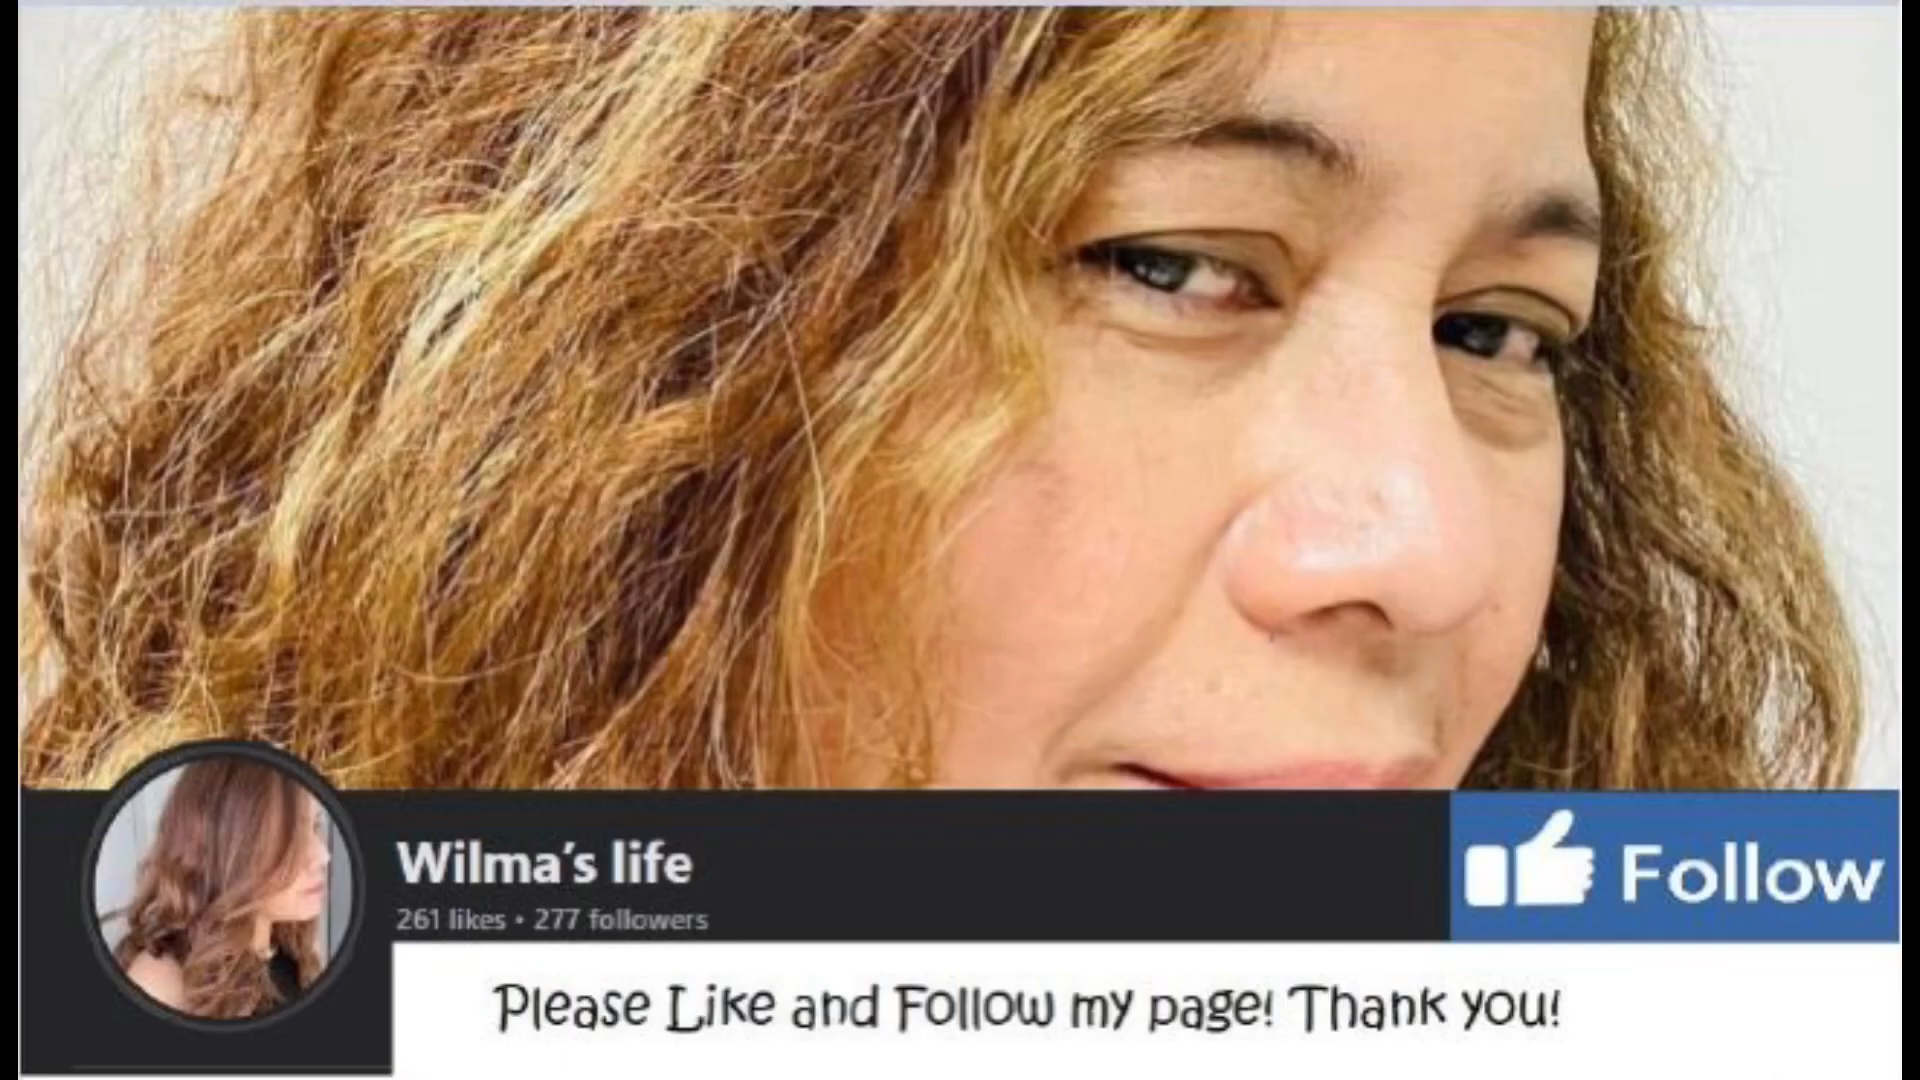 Wilma's life
261 likes • 277 followers
Follow
Please Like and Follow my page! Thank you!